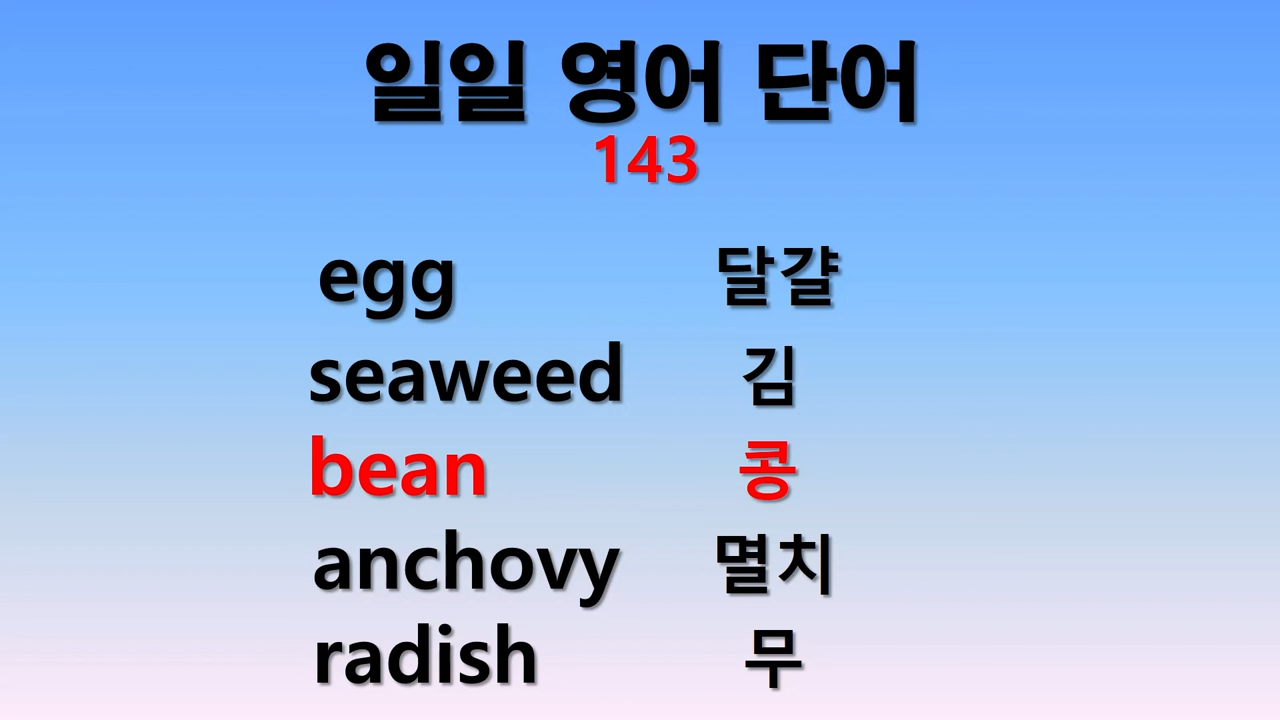 일일 영어 단어
143
egg 달걀
seaweed 김
bean 콩
anchovy 멸치
radish 무